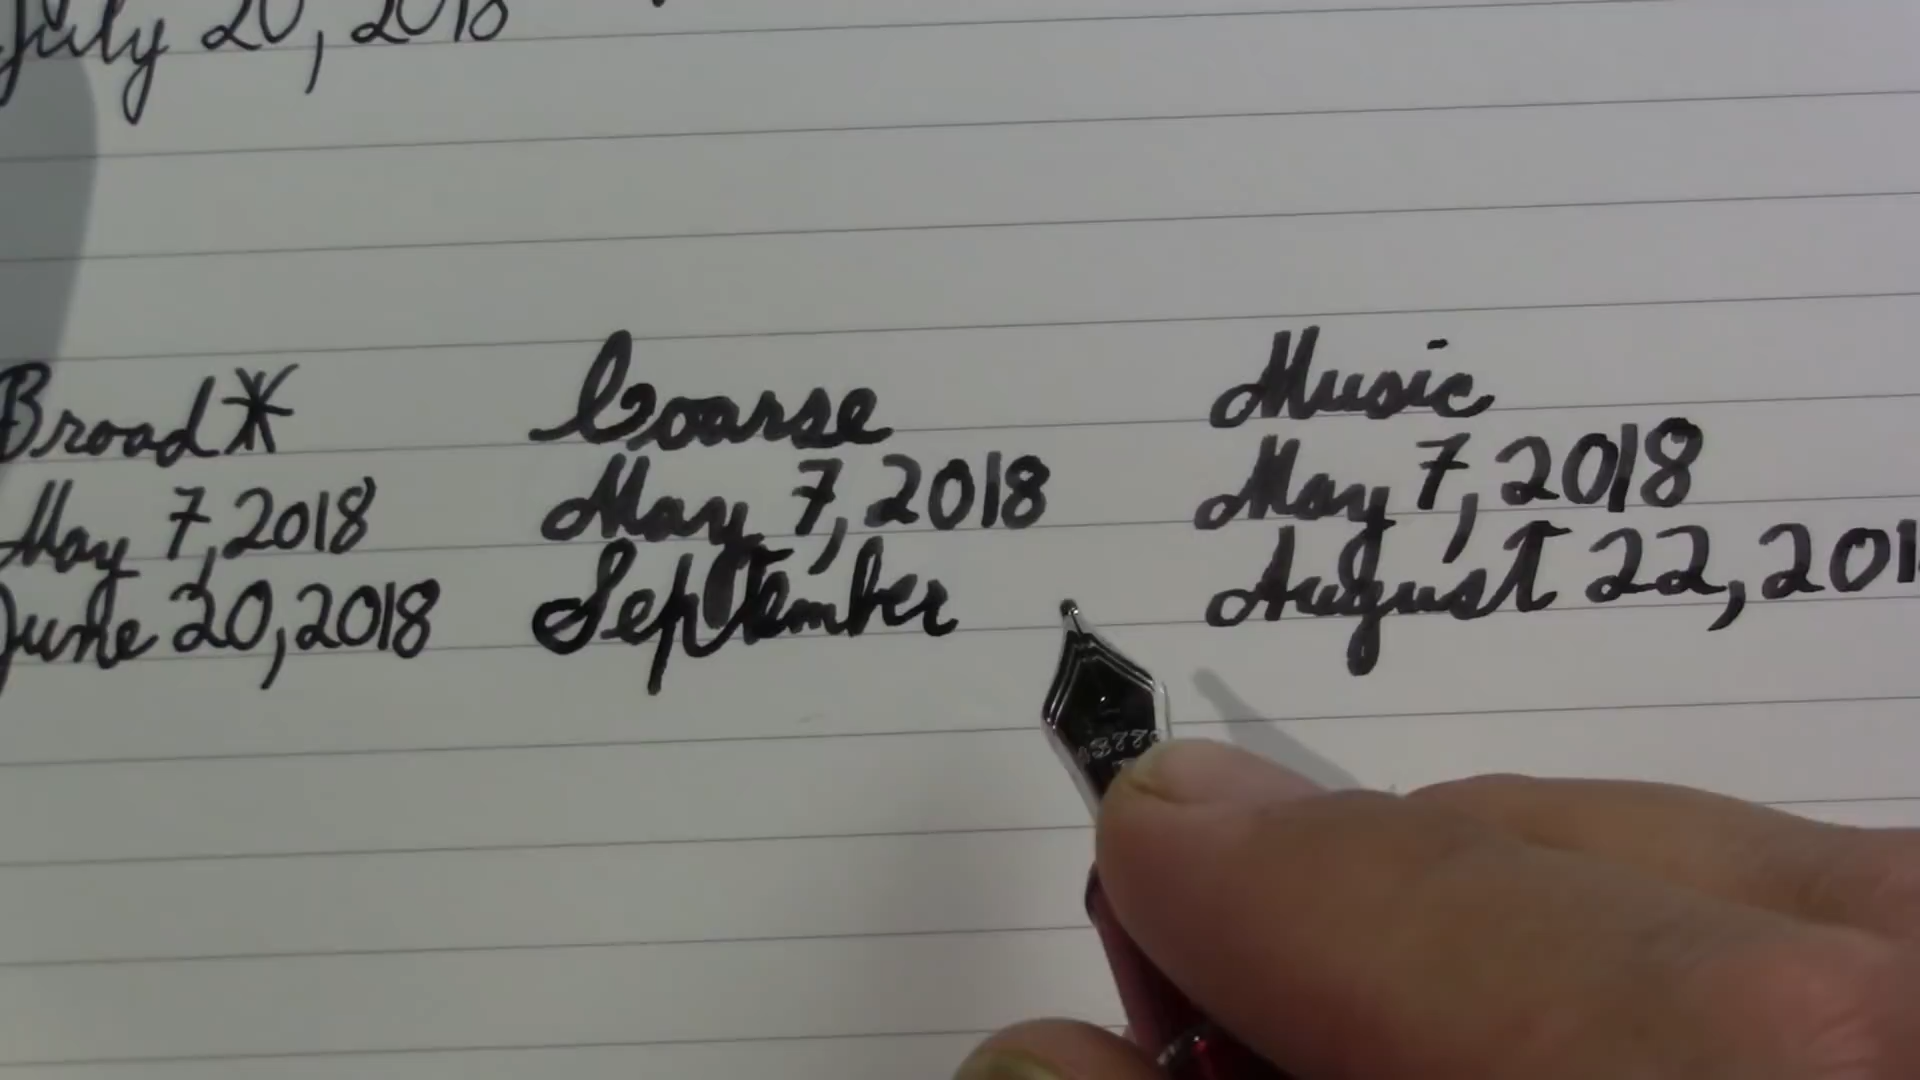 July 20, 2018
Broad*
May 7, 2018
June 20, 2018
Coarse
May 7, 2018
September
Music
May 7, 2018
August 22, 201